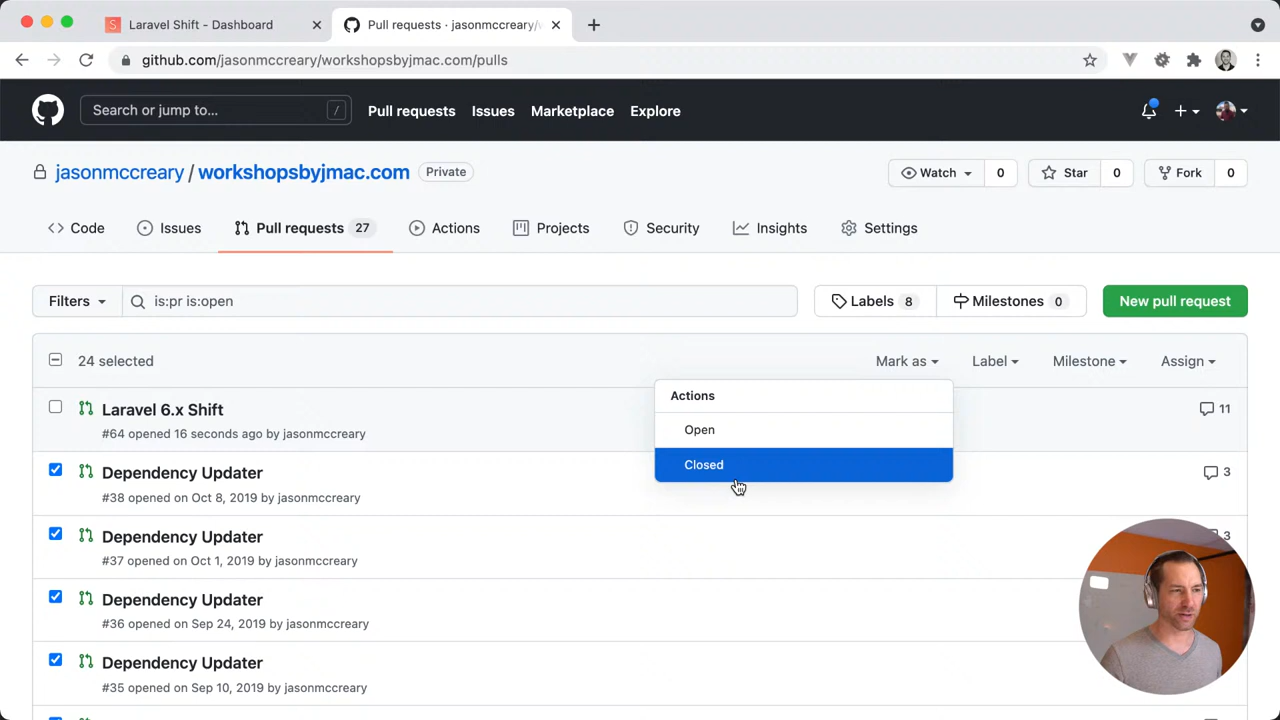 Laravel Shift - Dashboard
Pull requests · jasonmccreary/w
github.com/jasonmccreary/workshopsbyjmac.com/pulls
Search or jump to... /
Pull requests Issues Marketplace Explore
jasonmccreary / workshopsbyjmac.com Private
Watch 0 Star 0 Fork 0
Code Issues Pull requests 27 Actions Projects Security Insights Settings
Filters is:pr is:open Labels 8 Milestones 0 New pull request
24 selected Mark as Label Milestone Assign
Actions
Open
Closed
Laravel 6.x Shift 11
#64 opened 16 seconds ago by jasonmccreary
Dependency Updater 3
#38 opened on Oct 8, 2019 by jasonmccreary
Dependency Updater 3
#37 opened on Oct 1, 2019 by jasonmccreary
Dependency Updater
#36 opened on Sep 24, 2019 by jasonmccreary
Dependency Updater
#35 opened on Sep 10, 2019 by jasonmccreary